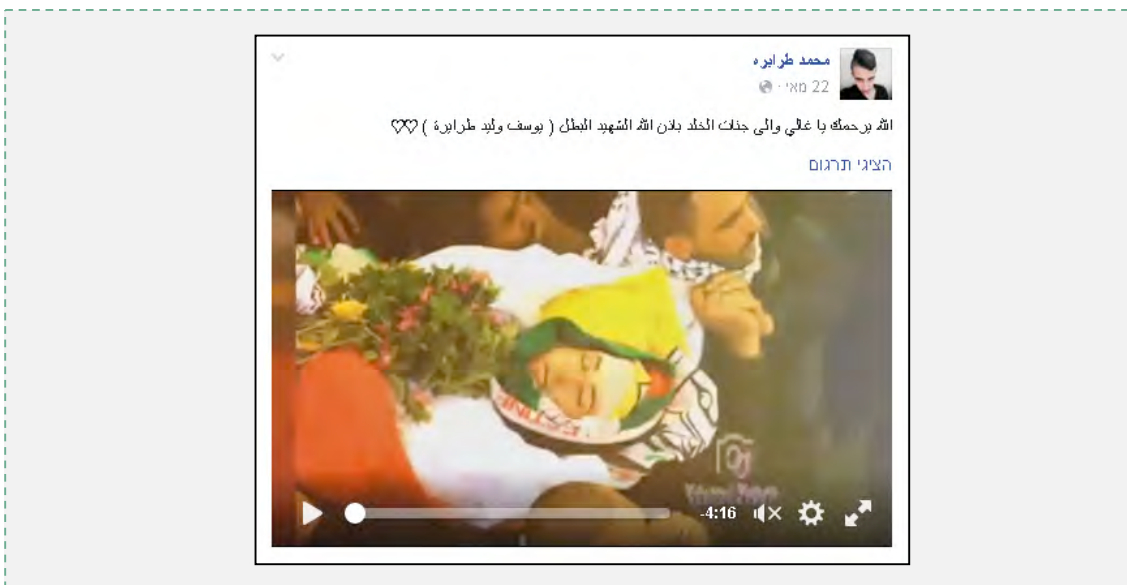 محمد طرايره
22 מאי
الله يرحمك يا غالي والى جنات الخلد باذن الله الشهيد البطل ( يوسف وليد طرايرة ) ♡♡
הציגי תרגום
-4:16